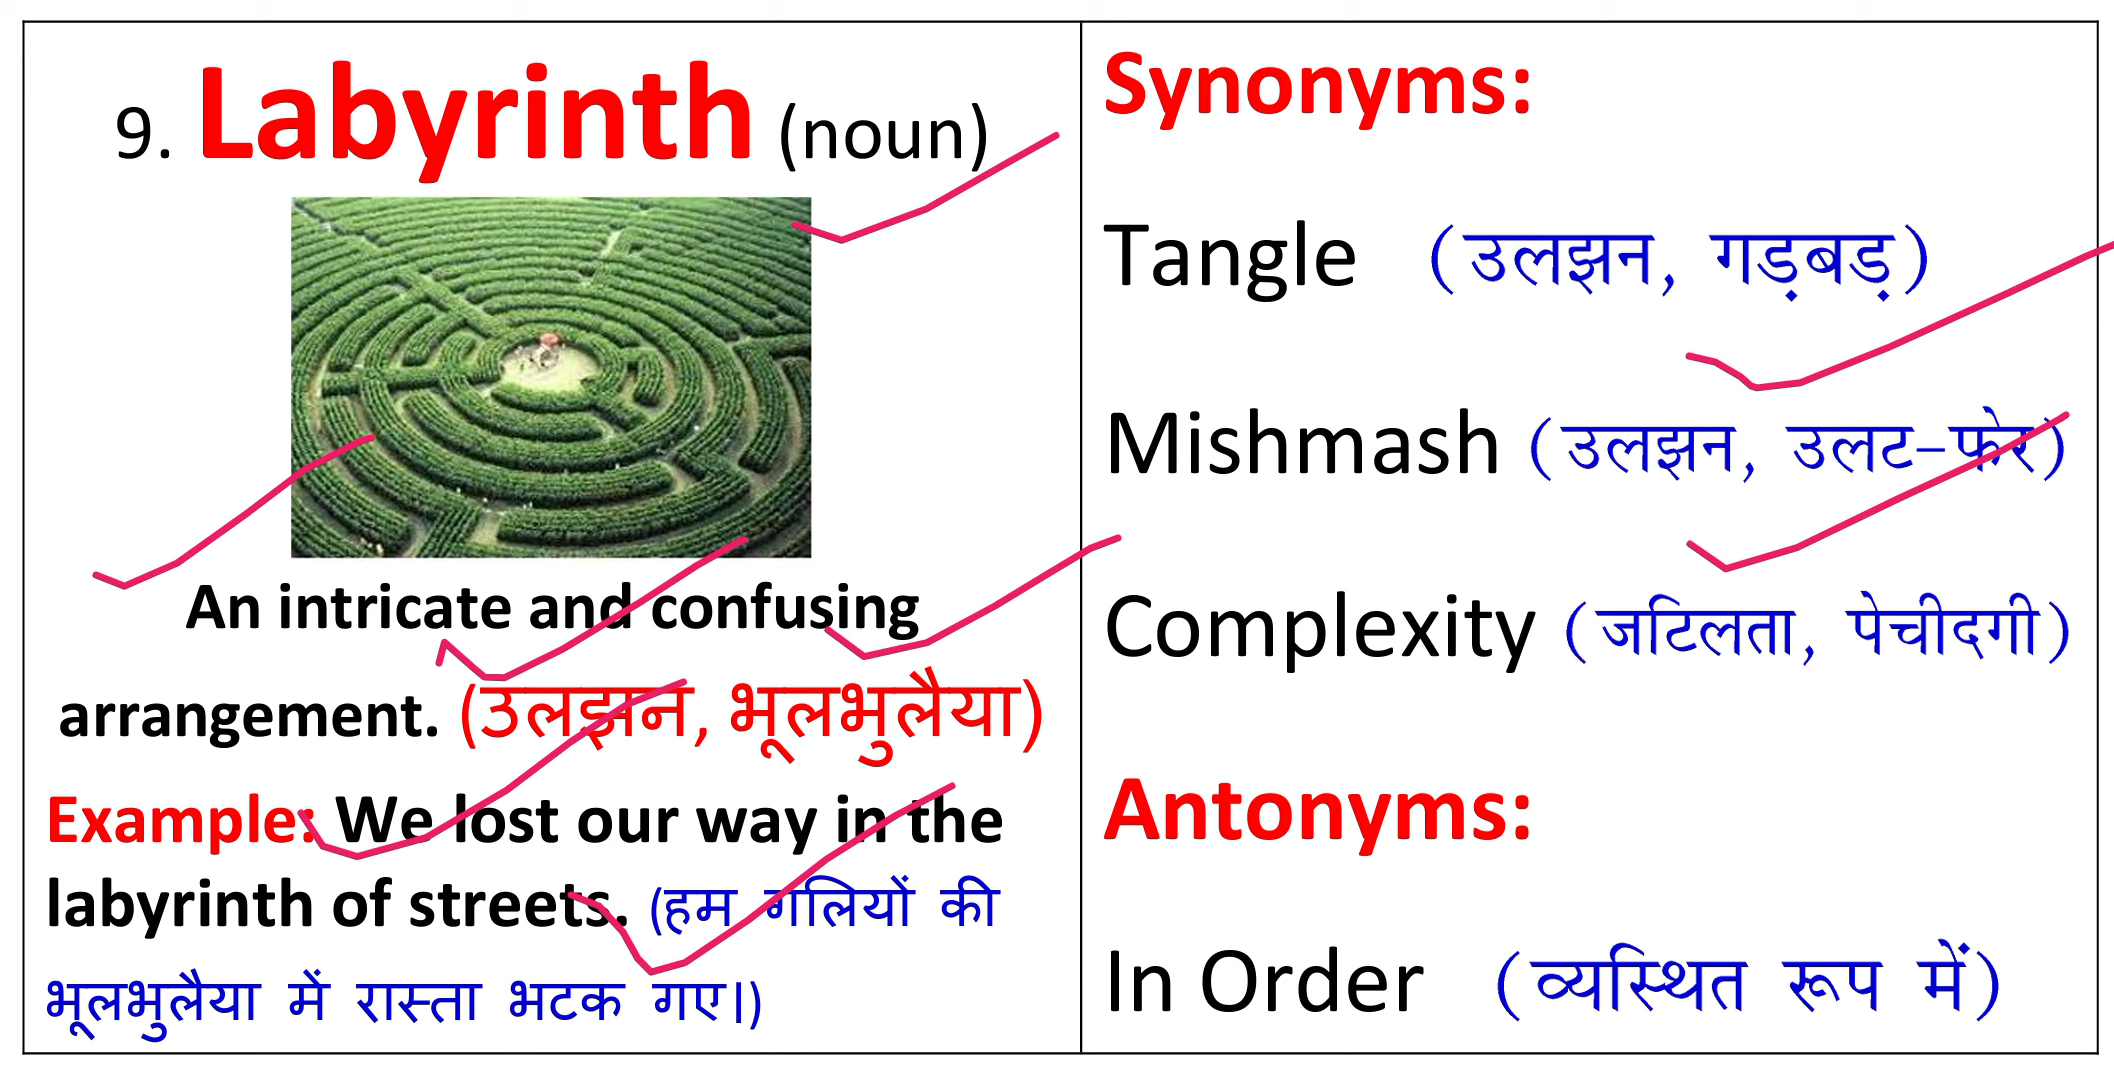 9. Labyrinth (noun)
An intricate and confusing
arrangement. (उलझन, भूलभुलैया)
Example: We lost our way in the
labyrinth of streets. (हम गलियों की
भूलभुलैया में रास्ता भटक गए।)
Synonyms:
Tangle (उलझन, गड़बड़)
Mishmash (उलझन, उलट-फेर)
Complexity (जटिलता, पेचीदगी)
Antonyms:
In Order (व्यस्थित रूप में)